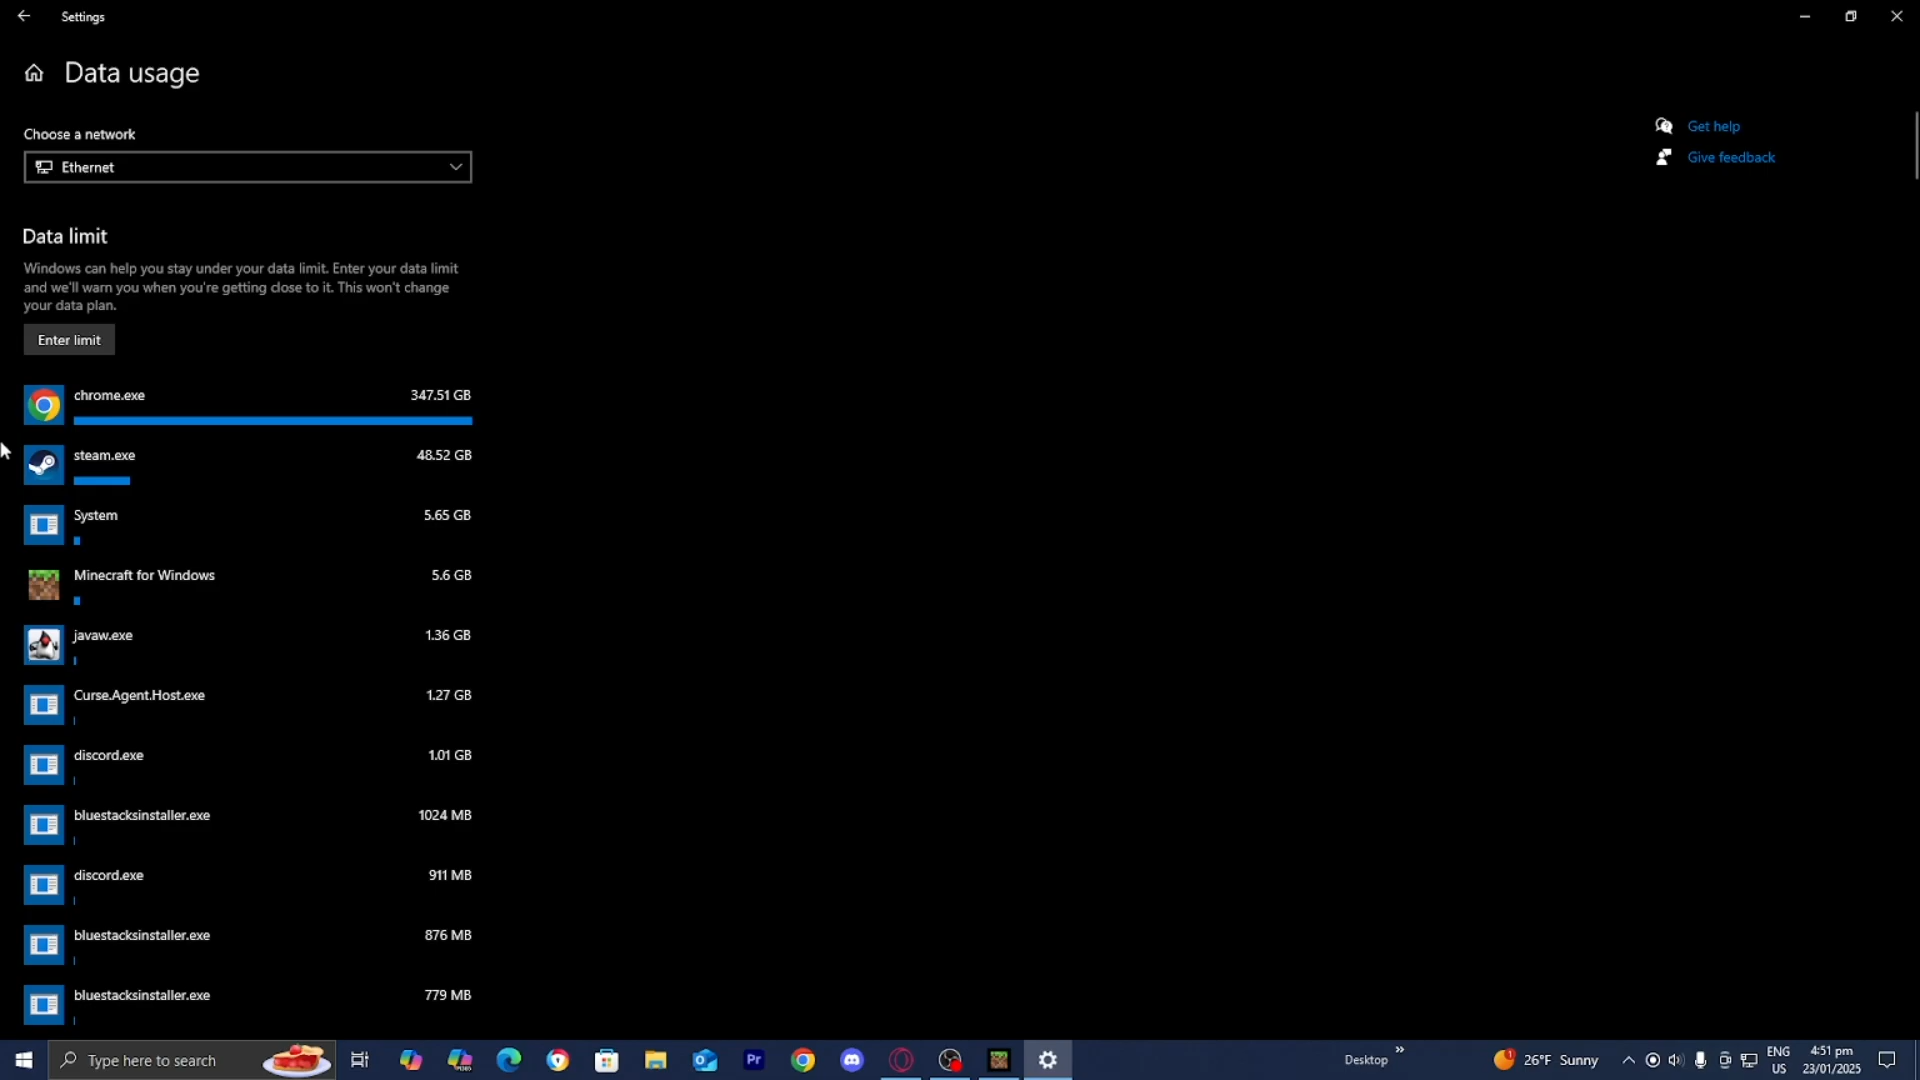 Settings
Data usage
Choose a network
Ethernet
Data limit
Windows can help you stay under your data limit. Enter your data limit
and we'll warn you when you're getting close to it. This won't change
your data plan.
Enter limit
chrome.exe 347.51 GB
steam.exe 48.52 GB
System 5.65 GB
Minecraft for Windows 5.6 GB
javaw.exe 1.36 GB
Curse.Agent.Host.exe 1.27 GB
discord.exe 1.01 GB
bluestacksinstaller.exe 1024 MB
discord.exe 911 MB
bluestacksinstaller.exe 876 MB
bluestacksinstaller.exe 779 MB
Get help
Give feedback
Type here to search
Pr
Desktop
1
26°F Sunny
ENG
US
4:51 pm
23/01/2025